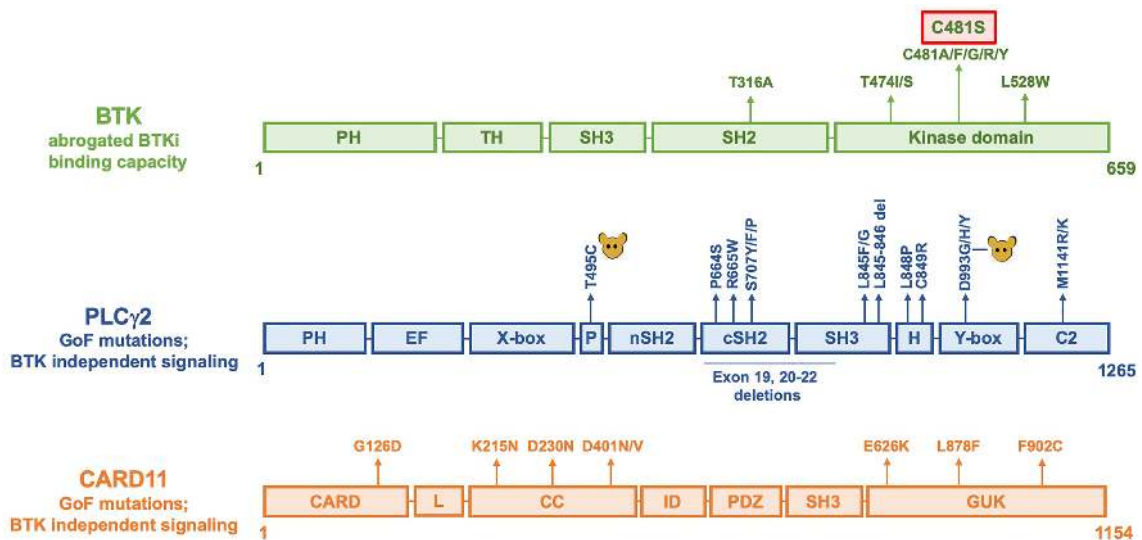 C481S
C481A/F/G/R/Y
T316A
T474I/S
L528W
BTK
abrogated BTKi
binding capacity
PH
TH
SH3
SH2
Kinase domain
1
659
T495C
P664S
R665W
S707Y/F/P
L845F/G
L845-846 del
L848P
C849R
D993G/H/Y
M1141R/K
PLCγ2
GoF mutations;
BTK independent signaling
PH
EF
X-box
P
nSH2
cSH2
SH3
H
Y-box
C2
1
1265
Exon 19, 20-22
deletions
G126D
K215N
D230N
D401N/V
E626K
L878F
F902C
CARD11
GoF mutations;
BTK independent signaling
CARD
L
CC
ID
PDZ
SH3
GUK
1
1154